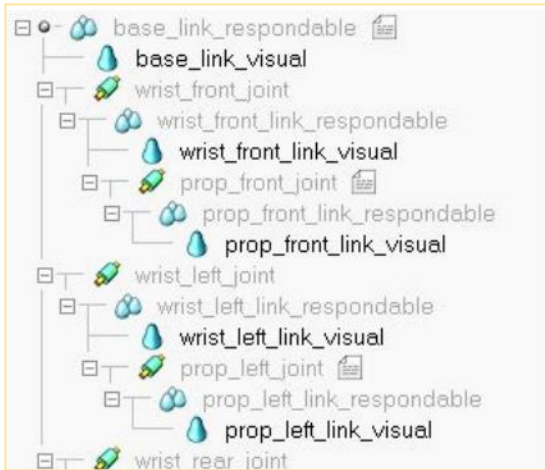 base_link_respondable
base_link_visual
wrist_front_joint
wrist_front_link_respondable
wrist_front_link_visual
prop_front_joint
prop_front_link_respondable
prop_front_link_visual
wrist_left_joint
wrist_left_link_respondable
wrist_left_link_visual
prop_left_joint
prop_left_link_respondable
prop_left_link_visual
wrist_rear_joint